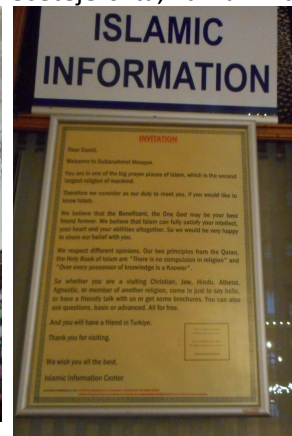 ISLAMIC
INFORMATION
INVITATION
Dear Guest,
Welcome to Sultanahmet Mosque.
You are in one of the big prayer places of Islam, which is the second
largest religion of mankind.
Therefore we consider as our duty to meet you, if you would like to
know Islam.
We believe that the Beneficent, the One God may be your best
friend forever. We believe that Islam can fully satisfy your intellect,
your heart and your abilities altogether. So we would be very happy
to share our belief with you.
We respect different opinions. Our two principles from the Quran,
the Holy Book of Islam are "There is no compulsion in religion" and
"Over every possessor of knowledge is a Knower".
So whether you are a visiting Christian, Jew, Hindu, Atheist,
Agnostic, or member of another religion, come in just to say hello,
or have a friendly talk with us or get some brochures. You can also
ask questions, basic or advanced. All for free.
And you will have a friend in Turkiye.
Thank you for visiting.
We wish you all the best.
Islamic Information Center